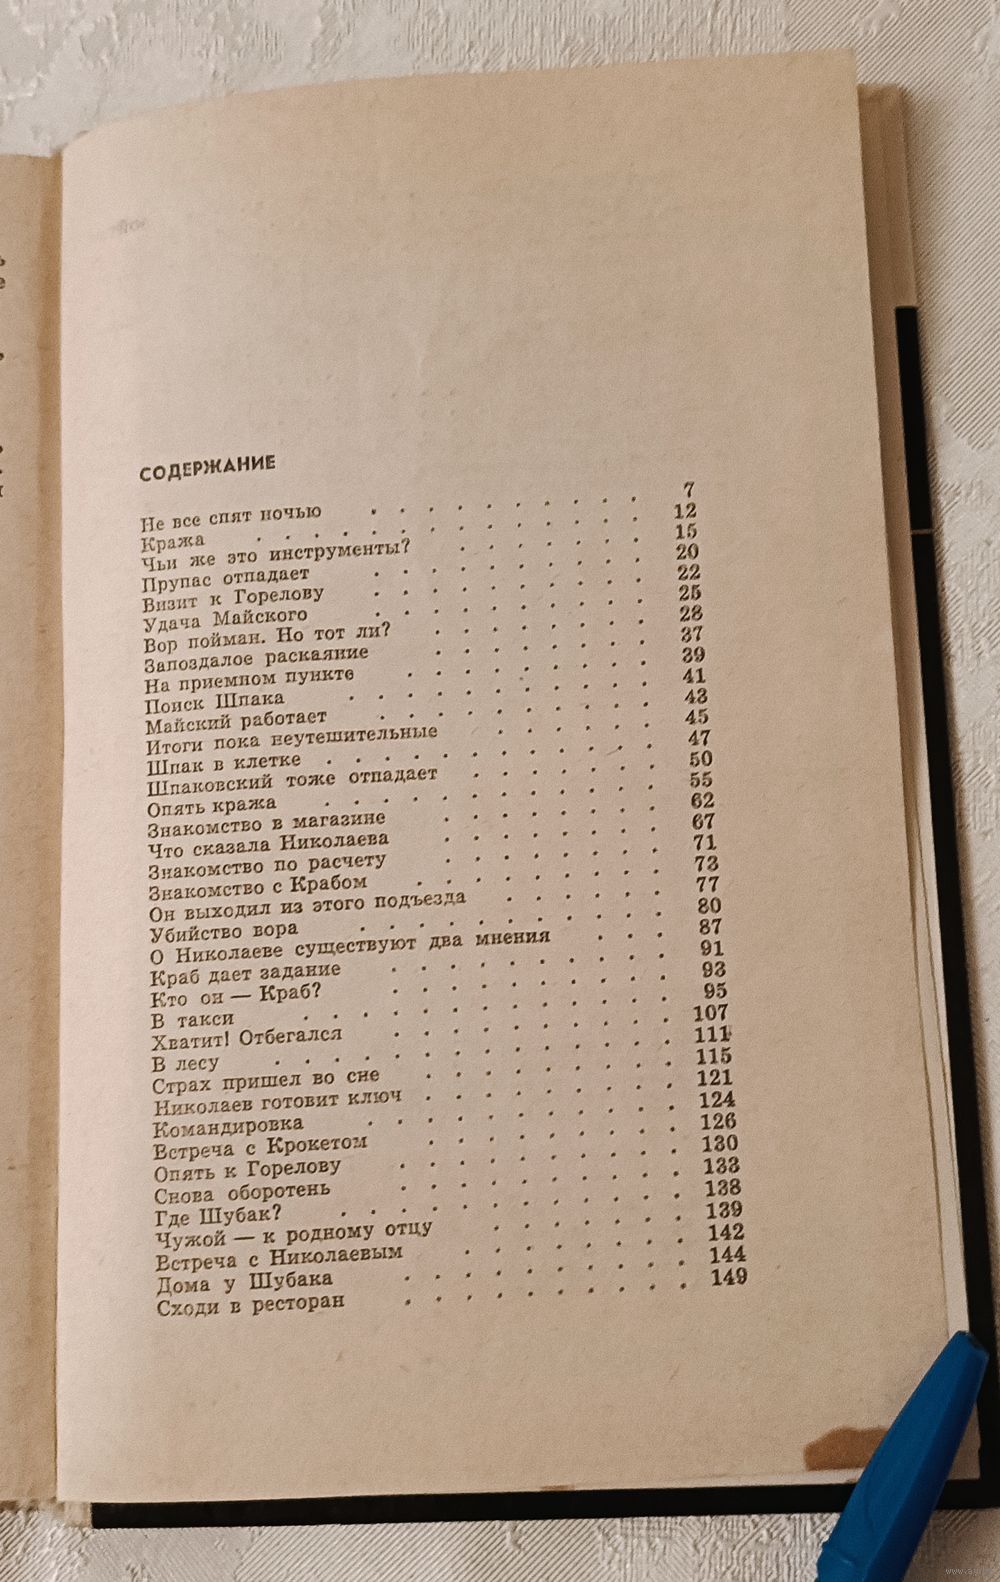 СОДЕРЖАНИЕ
Не все спят ночью . . . . . . . . . . 7
Кража . . . . . . . . . . . . . 12
Чьи же это инструменты? . . . . . . . 15
Прупас отпадает . . . . . . . . . . 20
Визит к Горелову . . . . . . . . . . 22
Удача Майского . . . . . . . . . . 25
Вор пойман. Но тот ли? . . . . . . . . 28
Запоздалое раскаяние . . . . . . . . 37
На приемном пункте . . . . . . . . . 39
Поиск Шпака . . . . . . . . . . . 41
Майский работает . . . . . . . . . . 43
Итоги пока неутешительные . . . . . . 45
Шпак в клетке . . . . . . . . . . . . 47
Шпаковский тоже отпадает . . . . . . . 50
Опять кража . . . . . . . . . . . . 55
Знакомство в магазине . . . . . . . . 62
Что сказала Николаева . . . . . . . . 67
Знакомство по расчету . . . . . . . . 71
Знакомство с Крабом . . . . . . . . . 73
Он выходил из этого подъезда . . . . . . 77
Убийство вора . . . . . . . . . . . 80
О Николаеве существуют два мнения . . . 87
Краб дает задание . . . . . . . . . . 91
Кто он — Краб? . . . . . . . . . . 93
В такси . . . . . . . . . . . . . 95
Хватит! Отбегался . . . . . . . . . . 107
В лесу . . . . . . . . . . . . . . 111
Страх пришел во сне . . . . . . . . . 115
Николаев готовит ключ . . . . . . . . . 121
Командировка . . . . . . . . . . . 124
Встреча с Крокетом . . . . . . . . . 126
Опять к Горелову . . . . . . . . . . 130
Снова оборотень . . . . . . . . . . 133
Где Шубак? . . . . . . . . . . . . 138
Чужой — к родному отцу . . . . . . . 139
Встреча с Николаевым . . . . . . . . 142
Дома у Шубака . . . . . . . . . . 144
Сходи в ресторан . . . . . . . . . . 149